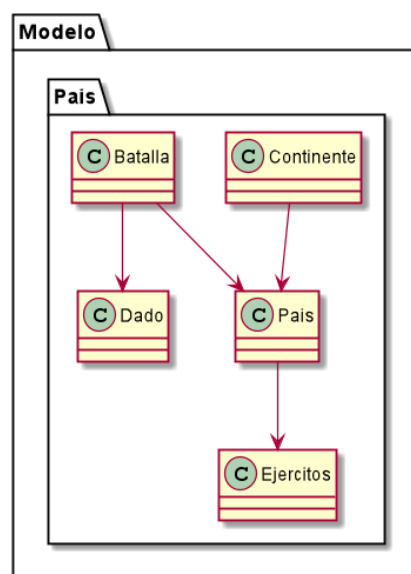 Modelo
Pais
C Batalla
C Continente
C Dado
C Pais
C Ejercitos